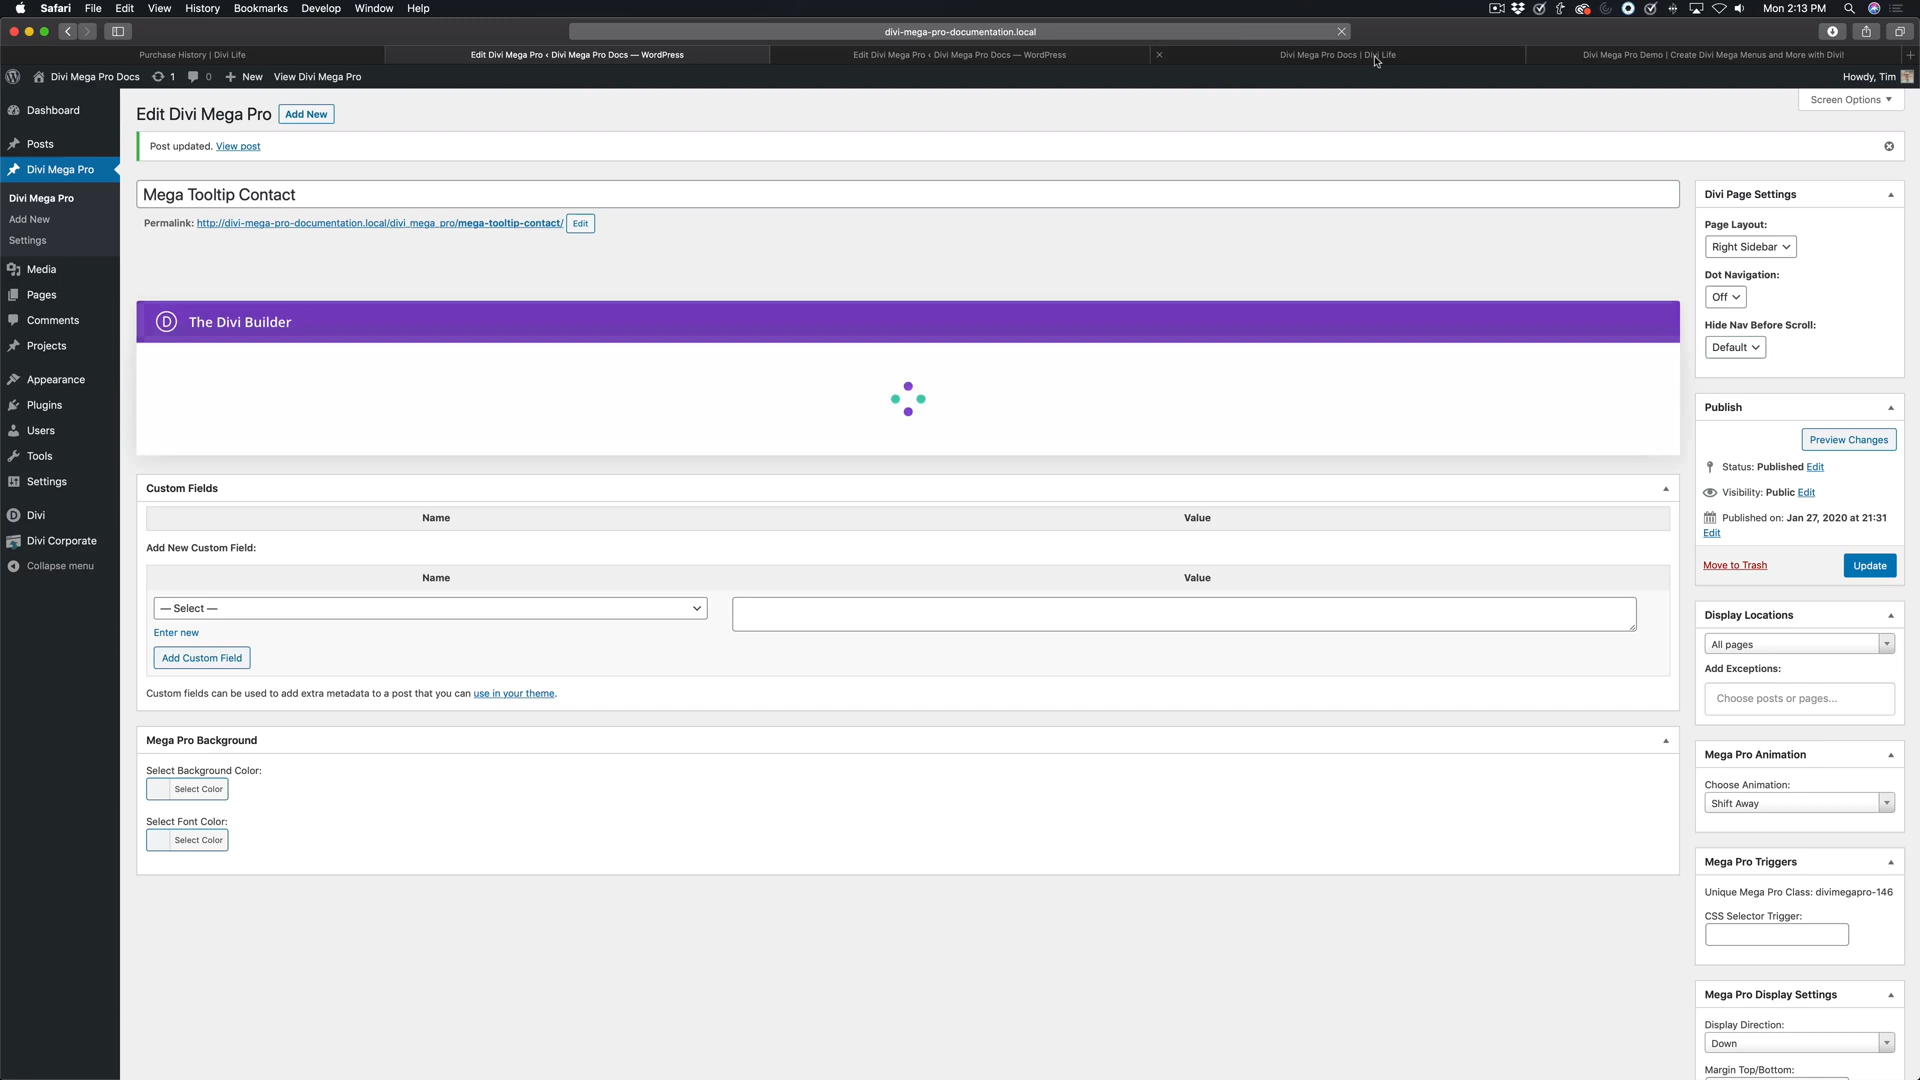 Safari File Edit View History Bookmarks Develop Window Help
Mon 2:13 PM
divi-mega-pro-documentation.local
Purchase History | Divi Life
Edit Divi Mega Pro ‹ Divi Mega Pro Docs — WordPress
Edit Divi Mega Pro ‹ Divi Mega Pro Docs — WordPress
Divi Mega Pro Docs | Divi Life
Divi Mega Pro Demo | Create Divi Mega Menus and More with Divi!
Divi Mega Pro Docs 1 0 New View Divi Mega Pro
Howdy, Tim
Screen Options
Dashboard
Posts
Divi Mega Pro
Divi Mega Pro
Add New
Settings
Media
Pages
Comments
Projects
Appearance
Plugins
Users
Tools
Settings
Divi
Divi Corporate
Collapse menu
Edit Divi Mega Pro
Add New
Post updated. View post
Mega Tooltip Contact
Permalink: http://divi-mega-pro-documentation.local/divi_mega_pro/mega-tooltip-contact/ Edit
D The Divi Builder
Custom Fields
Name Value
Add New Custom Field:
Name Value
— Select —
Enter new
Add Custom Field
Custom fields can be used to add extra metadata to a post that you can use in your theme.
Mega Pro Background
Select Background Color:
Select Color
Select Font Color:
Select Color
Divi Page Settings
Page Layout:
Right Sidebar
Dot Navigation:
Off
Hide Nav Before Scroll:
Default
Publish
Preview Changes
Status: Published Edit
Visibility: Public Edit
Published on: Jan 27, 2020 at 21:31
Edit
Move to Trash
Update
Display Locations
All pages
Add Exceptions:
Choose posts or pages...
Mega Pro Animation
Choose Animation:
Shift Away
Mega Pro Triggers
Unique Mega Pro Class: divimegapro-146
CSS Selector Trigger:
Mega Pro Display Settings
Display Direction:
Down
Margin Top/Bottom: